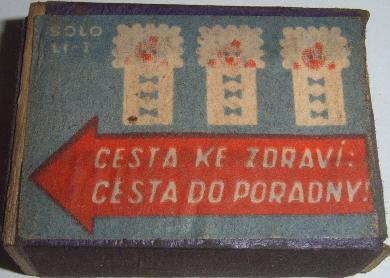 SOLO
LI-1
CESTA KE ZDRAVÍ:
CESTA DO PORADNY!